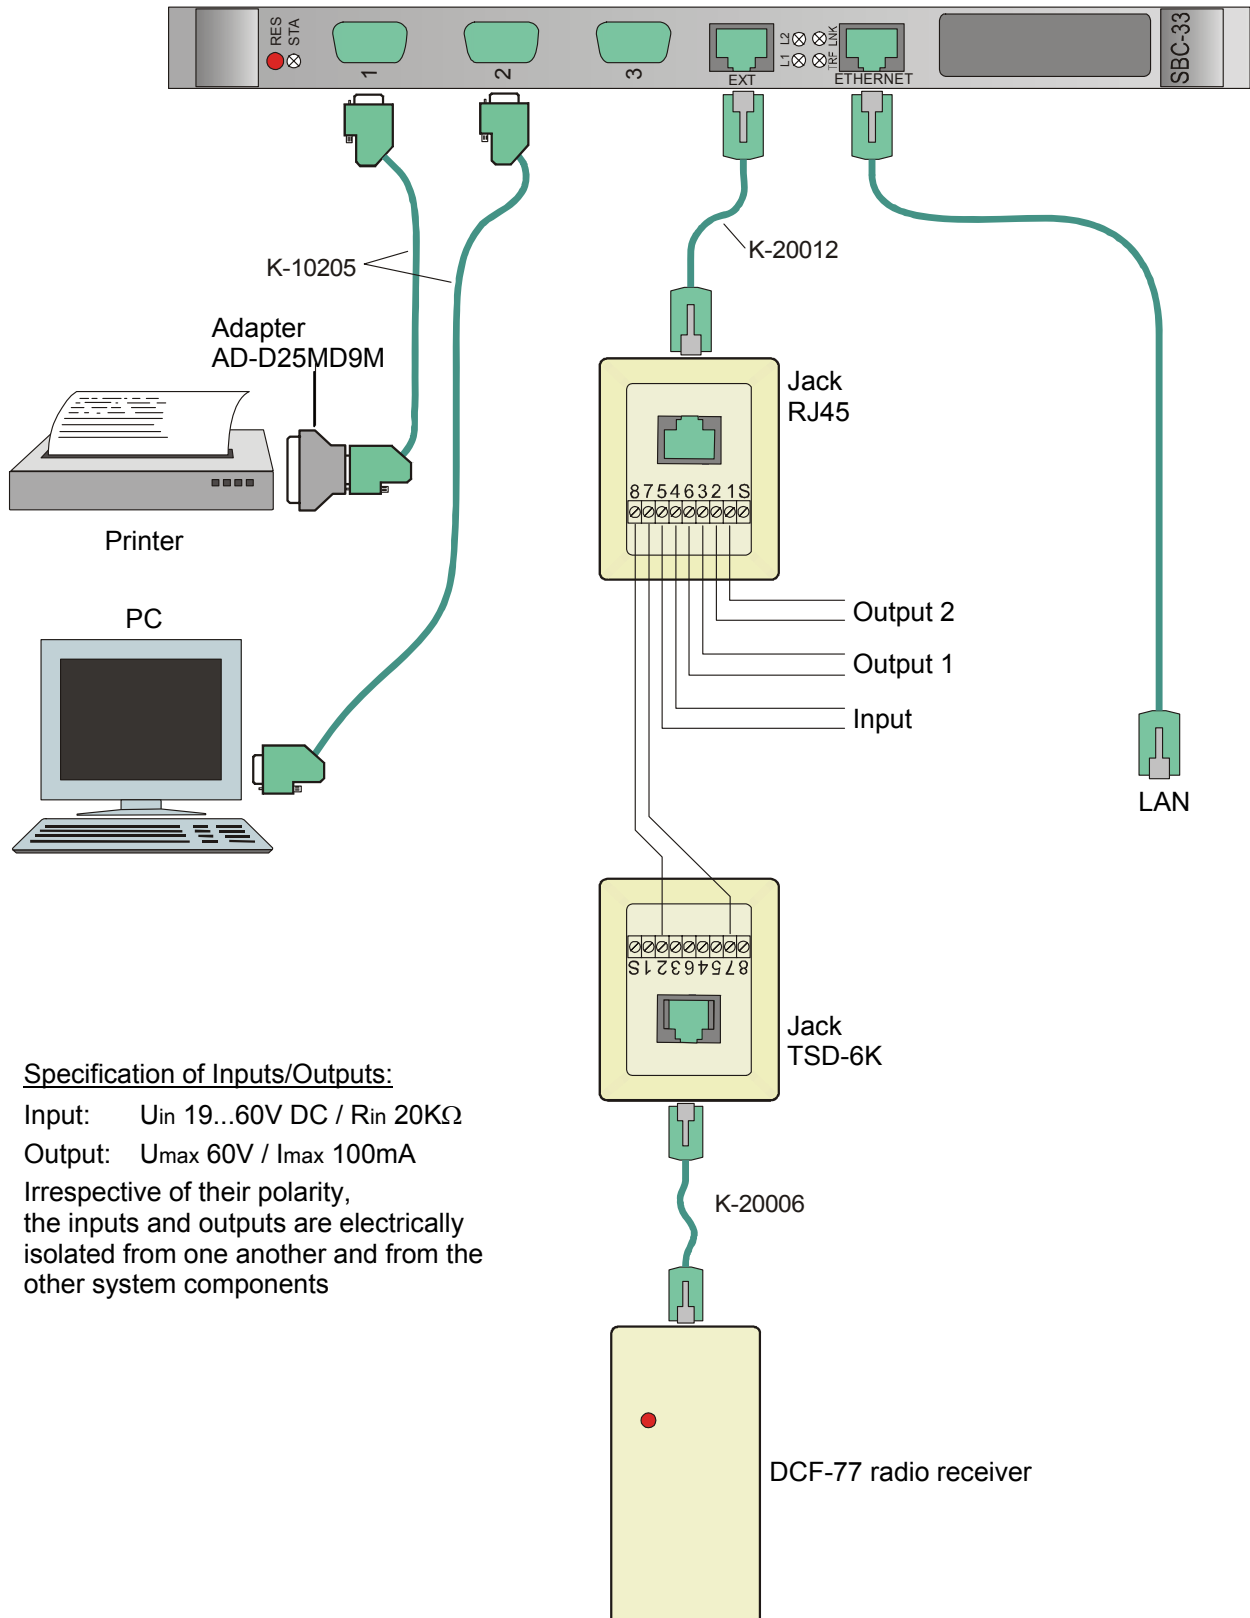 RES
STA
1
2
3
EXT
L1 L2
TRF LNK
ETHERNET
SBC-33
K-10205
K-20012
Adapter
AD-D25MD9M
Jack
RJ45
8 7 5 4 6 3 2 1 S
Printer
PC
Output 2
Output 1
Input
LAN
S 1 2 3 6 4 5 7 8
Jack
TSD-6K
Specification of Inputs/Outputs:
Input: Uin 19...60V DC / Rin 20KΩ
Output: Umax 60V / Imax 100mA
Irrespective of their polarity,
the inputs and outputs are electrically
isolated from one another and from the
other system components
K-20006
DCF-77 radio receiver